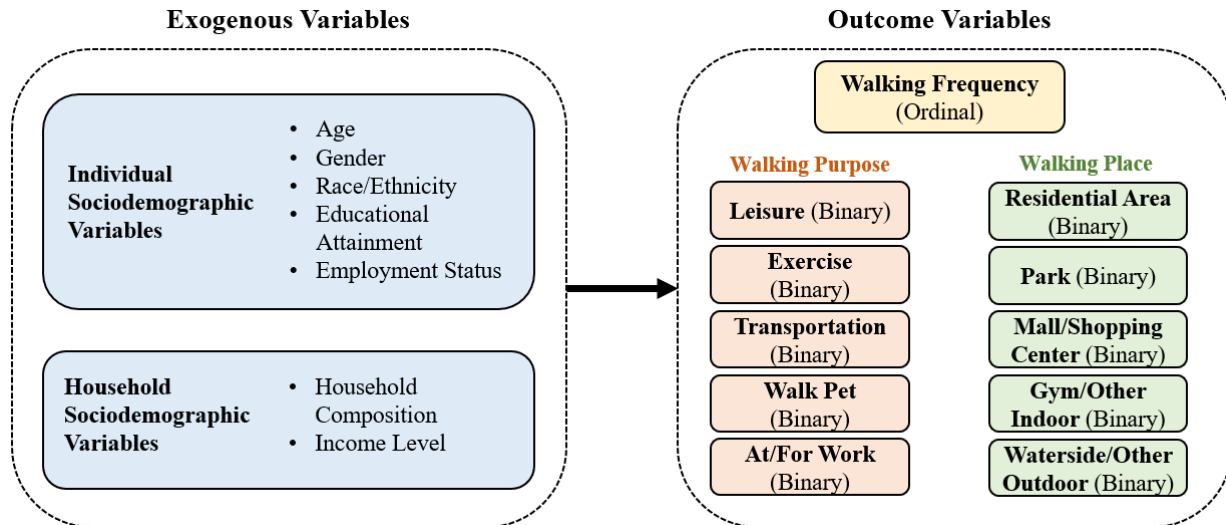 Exogenous Variables
Individual
Sociodemographic
Variables
• Age
• Gender
• Race/Ethnicity
• Educational
Attainment
• Employment Status
Household
Sociodemographic
Variables
• Household
Composition
• Income Level
Outcome Variables
Walking Frequency
(Ordinal)
Walking Purpose
Leisure (Binary)
Exercise
(Binary)
Transportation
(Binary)
Walk Pet
(Binary)
At/For Work
(Binary)
Walking Place
Residential Area
(Binary)
Park (Binary)
Mall/Shopping
Center (Binary)
Gym/Other
Indoor (Binary)
Waterside/Other
Outdoor (Binary)